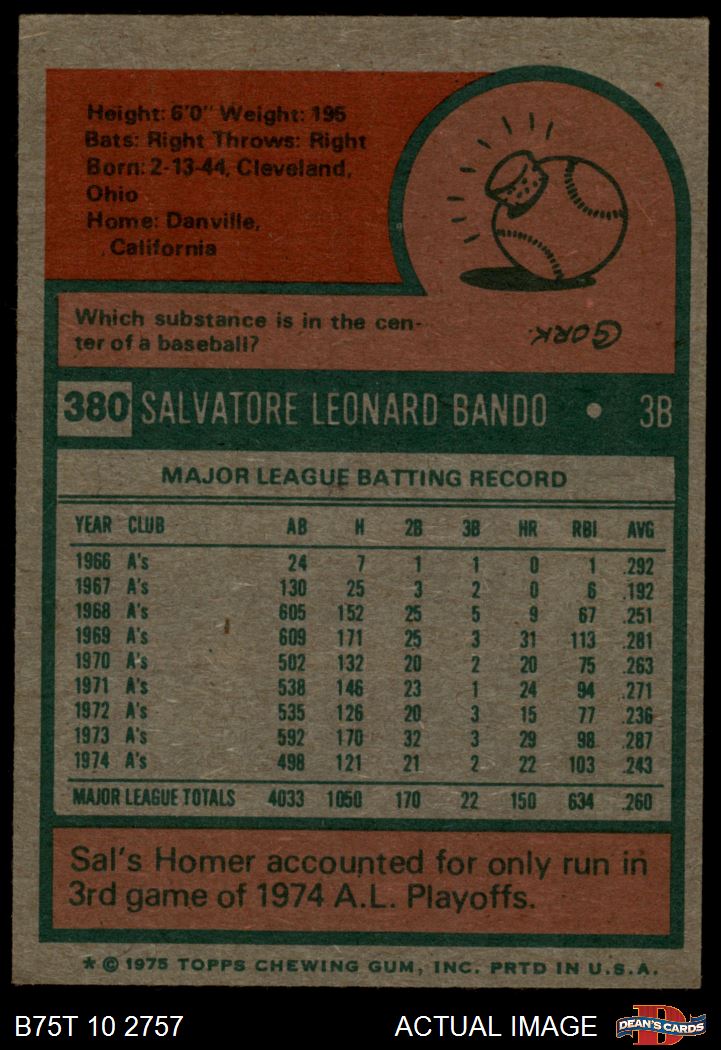 Height: 6'0" Weight: 195
Bats: Right Throws: Right
Born: 2-13-44, Cleveland,
Ohio
Home: Danville,
California
Which substance is in the cen-
ter of a baseball?
GORK.
380 SALVATORE LEONARD BANDO • 3B
MAJOR LEAGUE BATTING RECORD
YEAR CLUB AB H 2B 3B HR RBI AVG
1966 A's 24 7 1 1 0 1 .292
1967 A's 130 25 3 2 0 6 .192
1968 A's 605 152 25 5 9 67 .251
1969 A's 609 171 25 3 31 113 .281
1970 A's 502 132 20 2 20 75 .263
1971 A's 538 146 23 1 24 94 .271
1972 A's 535 126 20 3 15 77 .236
1973 A's 592 170 32 3 29 98 .287
1974 A's 498 121 21 2 22 103 .243
MAJOR LEAGUE TOTALS 4033 1050 170 22 150 634 .260
Sal's Homer accounted for only run in
3rd game of 1974 A.L. Playoffs.
* © 1975 TOPPS CHEWING GUM, INC. PRTD IN U.S.A.
B75T 10 2757 ACTUAL IMAGE D DEAN'S CARDS